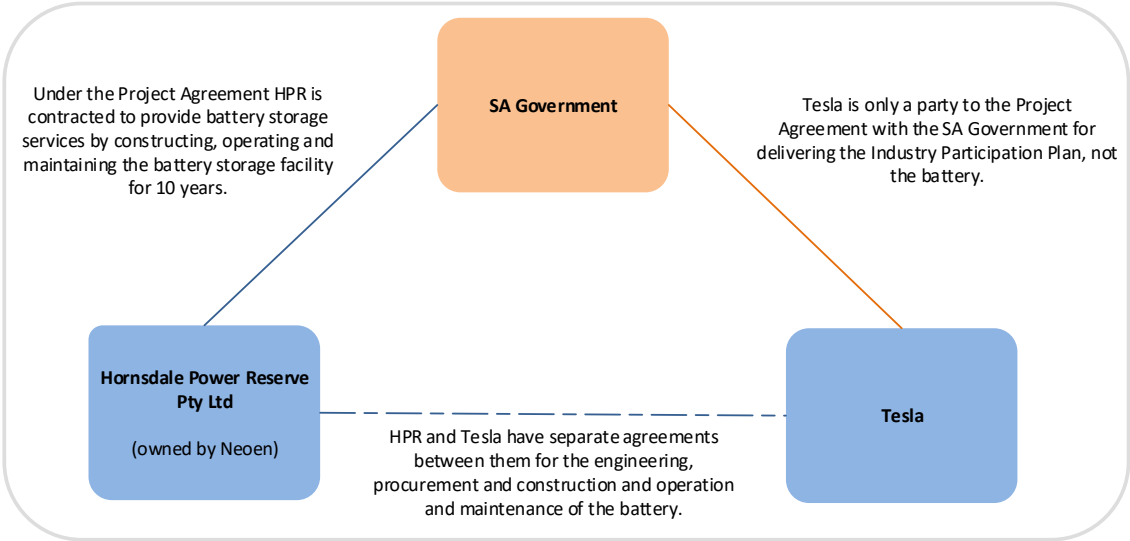 SA Government
Under the Project Agreement HPR is
contracted to provide battery storage
services by constructing, operating and
maintaining the battery storage facility
for 10 years.
Tesla is only a party to the Project
Agreement with the SA Government for
delivering the Industry Participation Plan, not
the battery.
Hornsdale Power Reserve
Pty Ltd
(owned by Neoen)
Tesla
HPR and Tesla have separate agreements
between them for the engineering,
procurement and construction and operation
and maintenance of the battery.